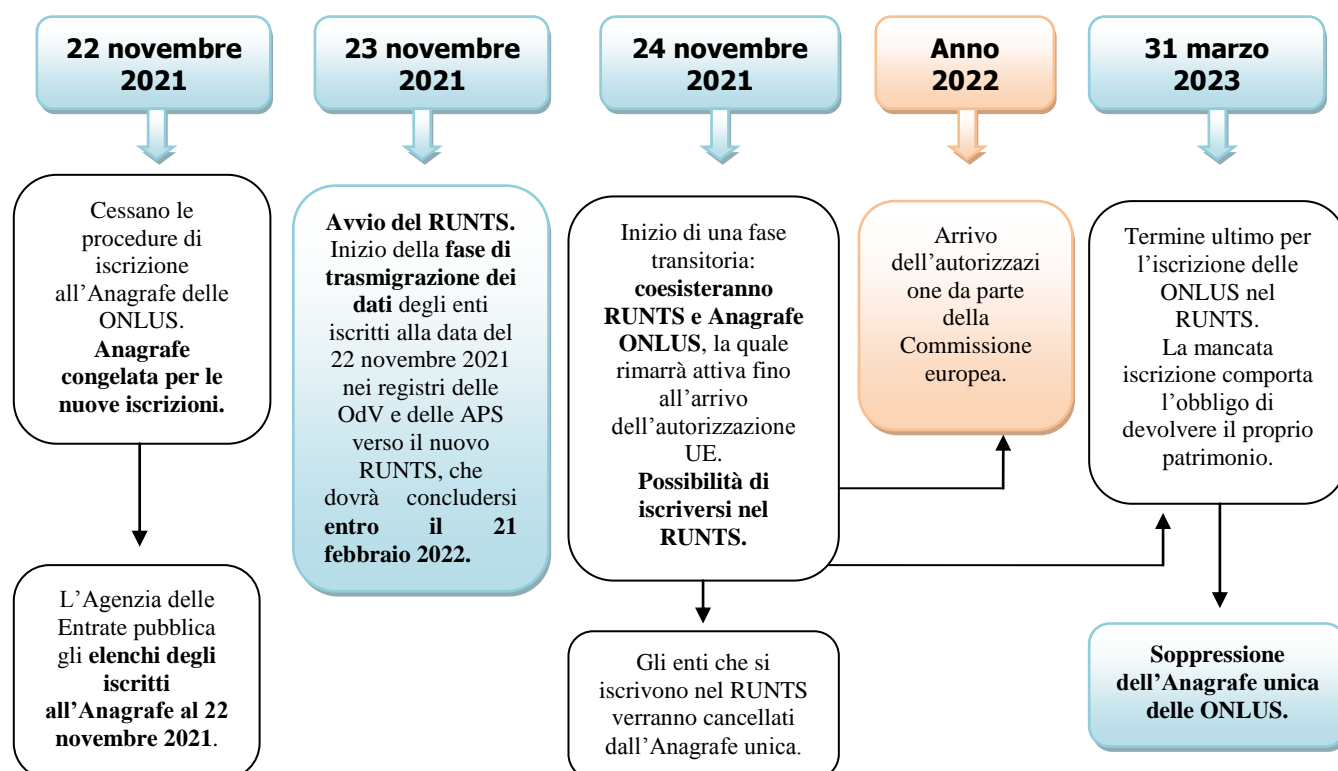 22 novembre
2021
Cessano le
procedure di
iscrizione
all’Anagrafe delle
ONLUS.
Anagrafe
congelata per le
nuove iscrizioni.
L’Agenzia delle
Entrate pubblica
gli elenchi degli
iscritti
all’Anagrafe al 22
novembre 2021.
23 novembre
2021
Avvio del RUNTS.
Inizio della fase di
trasmigrazione dei
dati degli enti
iscritti alla data del
22 novembre 2021
nei registri delle
OdV e delle APS
verso il nuovo
RUNTS, che
dovrà concludersi
entro il 21
febbraio 2022.
24 novembre
2021
Inizio di una fase
transitoria:
coesisteranno
RUNTS e Anagrafe
ONLUS, la quale
rimarrà attiva fino
all’arrivo
dell’autorizzazione
UE.
Possibilità di
iscriversi nel
RUNTS.
Gli enti che si
iscrivono nel RUNTS
verranno cancellati
dall’Anagrafe unica.
Anno
2022
Arrivo
dell’autorizzazi
one da parte
della
Commissione
europea.
31 marzo
2023
Termine ultimo per
l’iscrizione delle
ONLUS nel
RUNTS.
La mancata
iscrizione comporta
l’obbligo di
devolvere il proprio
patrimonio.
Soppressione
dell’Anagrafe unica
delle ONLUS.